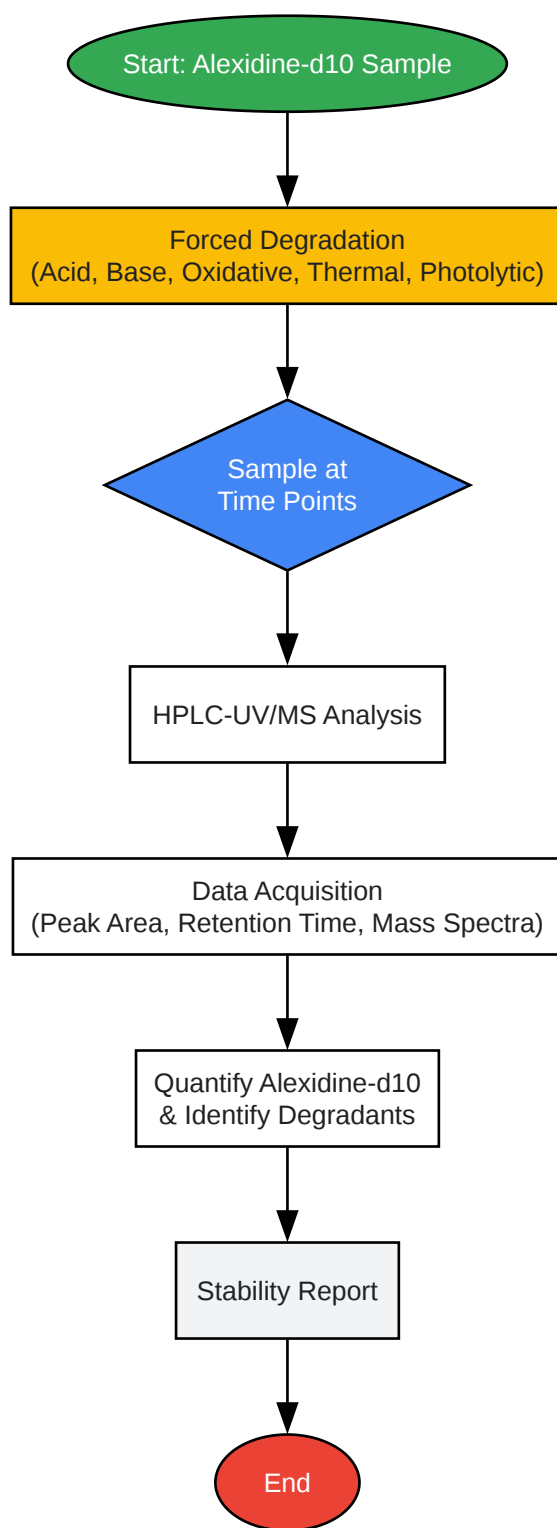 Start: Alexidine-d10 Sample
Forced Degradation
(Acid, Base, Oxidative, Thermal, Photolytic)
Sample at
Time Points
HPLC-UV/MS Analysis
Data Acquisition
(Peak Area, Retention Time, Mass Spectra)
Quantify Alexidine-d10
& Identify Degradants
Stability Report
End